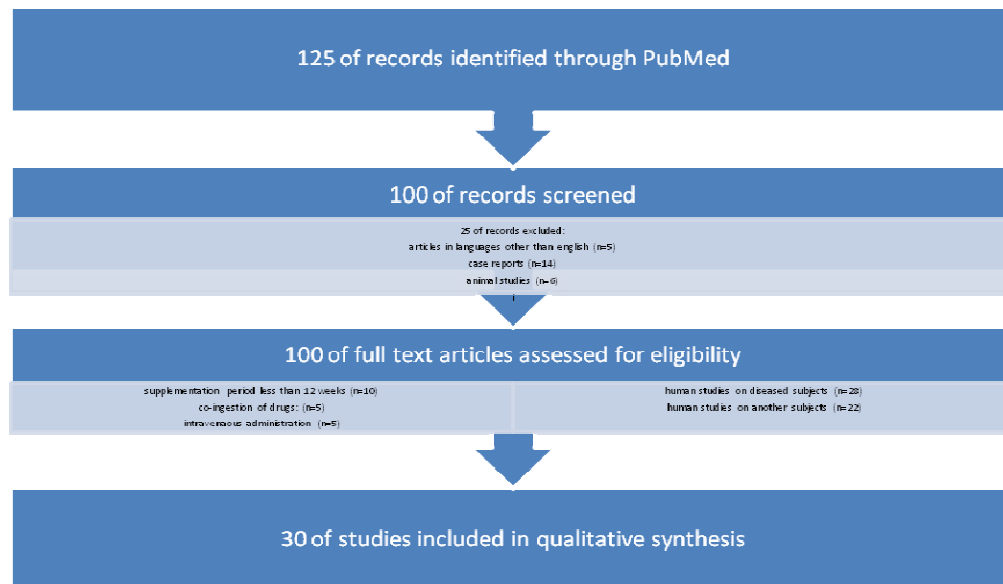 125 of records identified through PubMed
100 of records screened
25 of records excluded:
articles in languages other than english (n=5)
case reports (n=14)
animal studies (n=6)
100 of full text articles assessed for eligibility
supplementation period less than 12 weeks (n=10)
co-ingestion of drugs: (n=5)
intravenous administration (n=5)
human studies on diseased subjects (n=28)
human studies on another subjects (n=22)
30 of studies included in qualitative synthesis